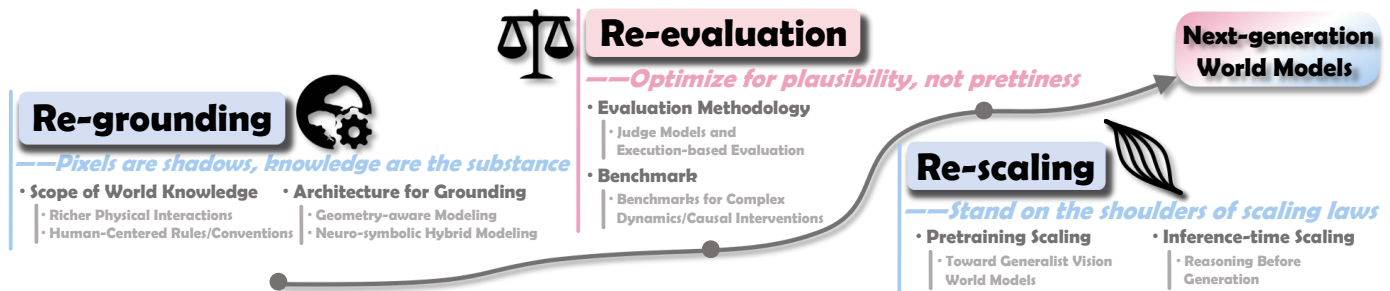 Re-grounding
——Pixels are shadows, knowledge are the substance
· Scope of World Knowledge
· Richer Physical Interactions
· Human-Centered Rules/Conventions
· Architecture for Grounding
· Geometry-aware Modeling
· Neuro-symbolic Hybrid Modeling
Re-evaluation
——Optimize for plausibility, not prettiness
· Evaluation Methodology
· Judge Models and
Execution-based Evaluation
· Benchmark
· Benchmarks for Complex
Dynamics/Causal Interventions
Re-scaling
——Stand on the shoulders of scaling laws
· Pretraining Scaling
· Toward Generalist Vision
World Models
· Inference-time Scaling
· Reasoning Before
Generation
Next-generation
World Models